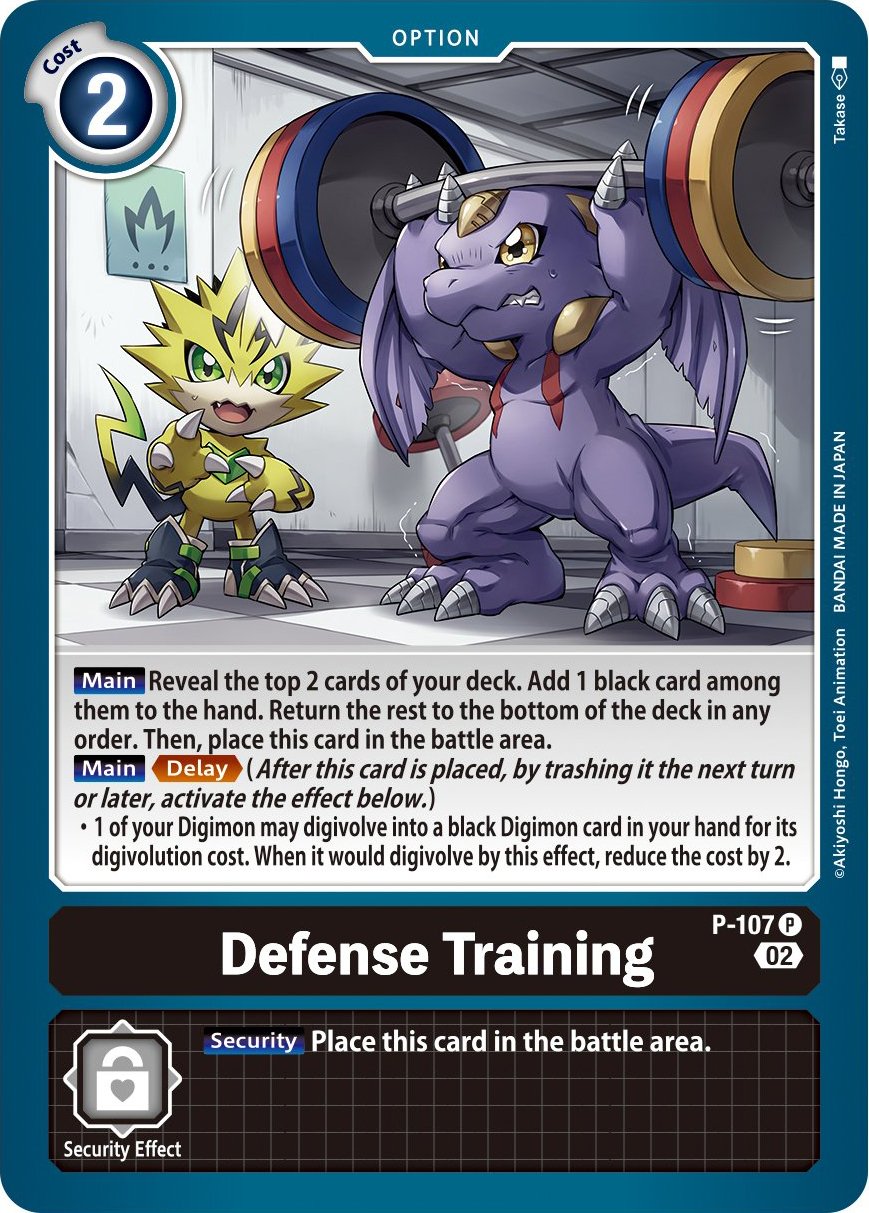 OPTION
Cost
2
Takase
Main Reveal the top 2 cards of your deck. Add 1 black card among
them to the hand. Return the rest to the bottom of the deck in any
order. Then, place this card in the battle area.
Main Delay (After this card is placed, by trashing it the next turn
or later, activate the effect below.)
・1 of your Digimon may digivolve into a black Digimon card in your hand for its
digivolution cost. When it would digivolve by this effect, reduce the cost by 2.
©Akiyoshi Hongo, Toei Animation BANDAI MADE IN JAPAN
Defense Training
P-107 P
02
Security Place this card in the battle area.
Security Effect